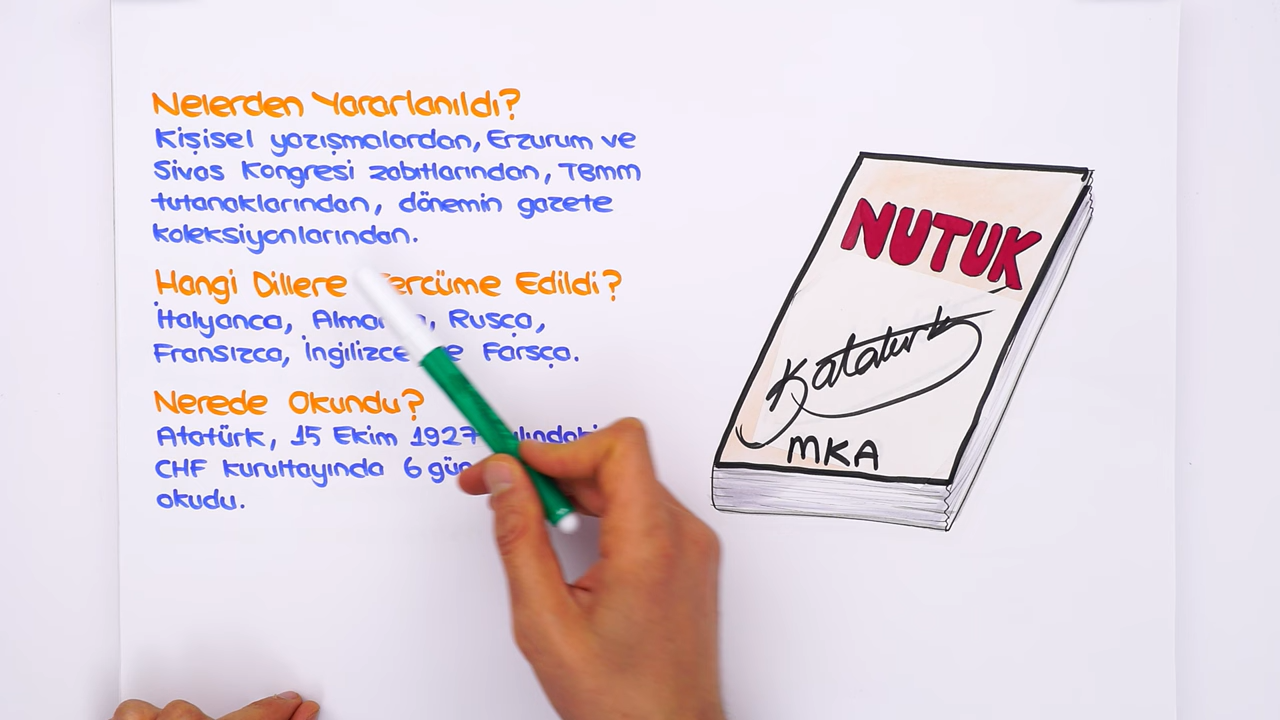 Nelerden Yararlanıldı?
Kişisel yazışmalardan, Erzurum ve
Sivas Kongresi zabıtlarından, TBMM
tutanaklarından, dönemin gazete
koleksiyonlarından.
Hangi Dillere Edildi?
İtalyanca, Rusça,
Fransızca, İngilizce Farsça.
Nerede Okundu?
Atatürk, 15 Ekim 1927
CHF kurultayında 6
okudu.
NUTUK
Katatürk
MKA